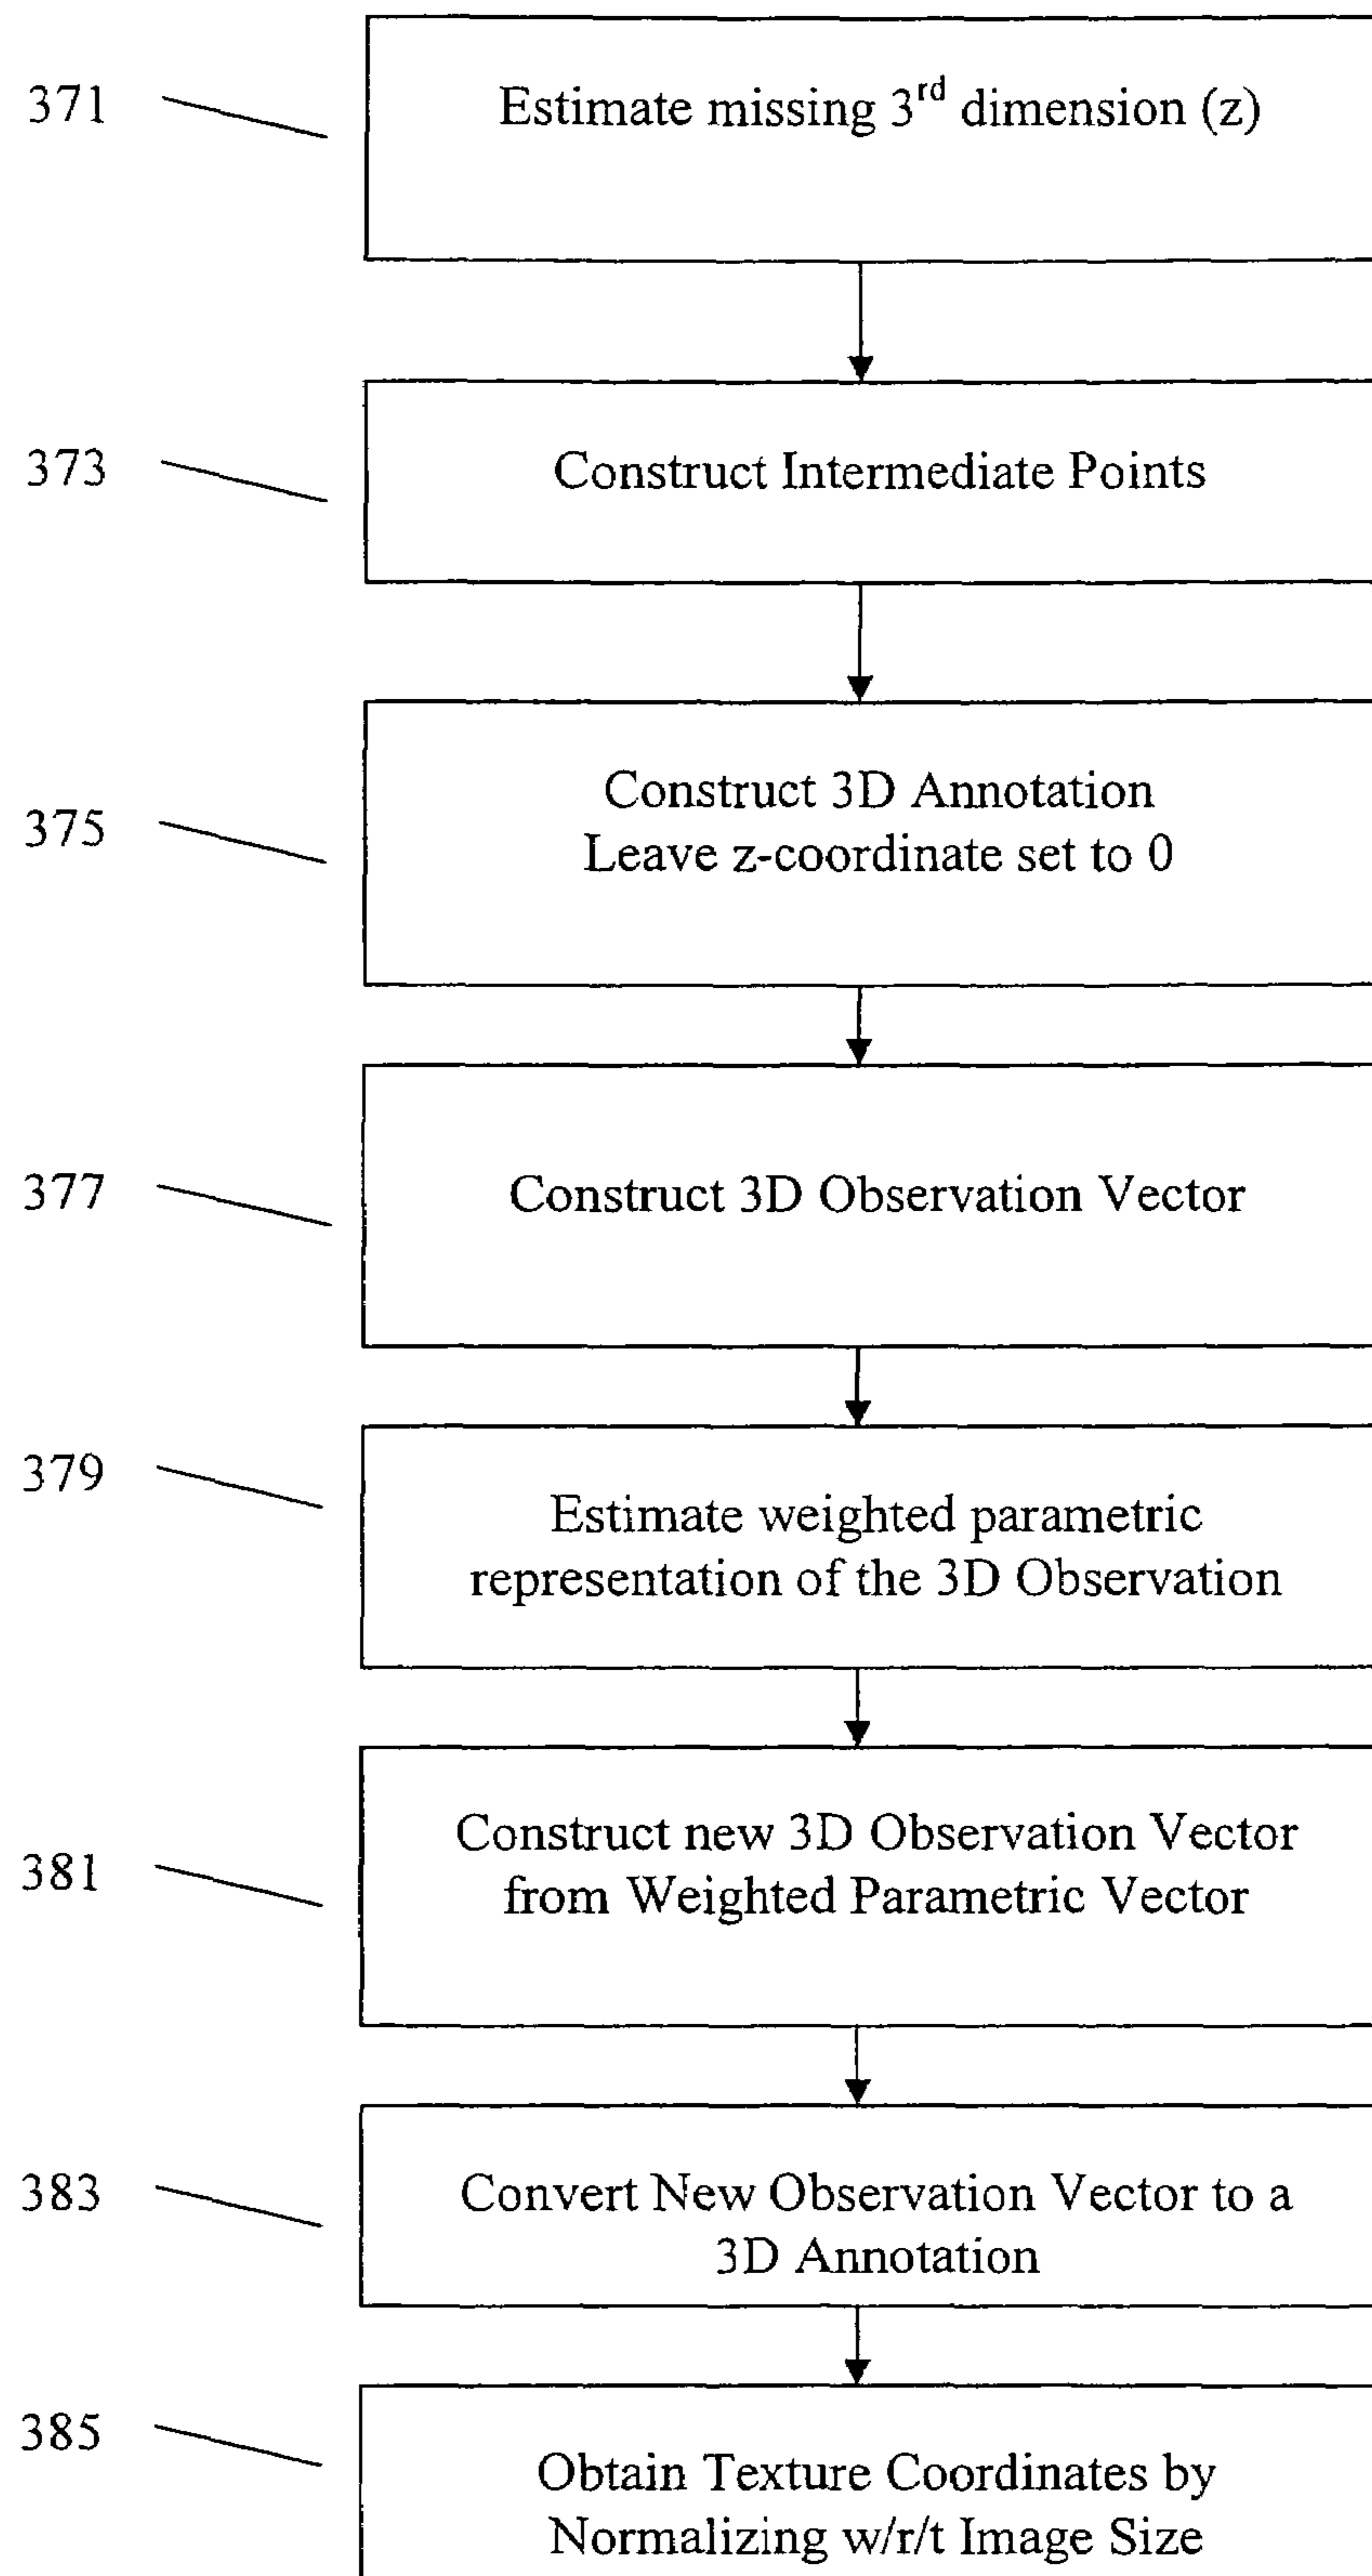 371
Estimate missing 3rd dimension (z)
373
Construct Intermediate Points
375
Construct 3D Annotation
Leave z-coordinate set to 0
377
Construct 3D Observation Vector
379
Estimate weighted parametric
representation of the 3D Observation
381
Construct new 3D Observation Vector
from Weighted Parametric Vector
383
Convert New Observation Vector to a
3D Annotation
385
Obtain Texture Coordinates by
Normalizing w/r/t Image Size